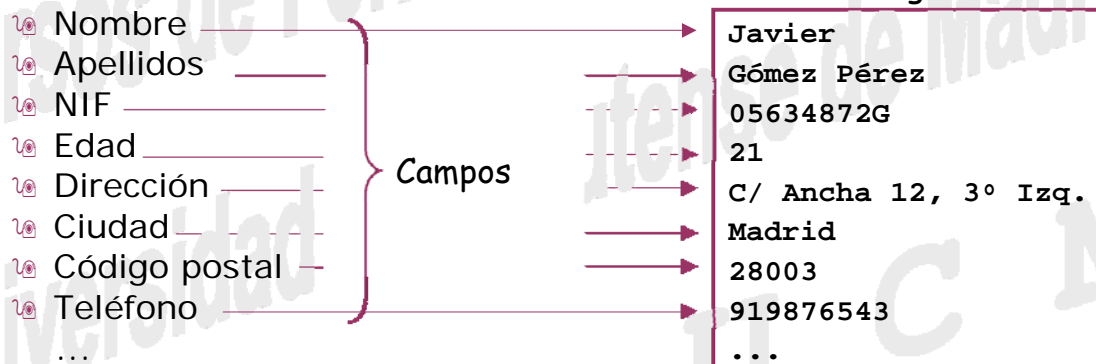 Nombre
Apellidos
NIF
Edad
Dirección
Ciudad
Código postal
Teléfono
...
Campos
Javier
Gómez Pérez
05634872G
21
C/ Ancha 12, 3º Izq.
Madrid
28003
919876543
...